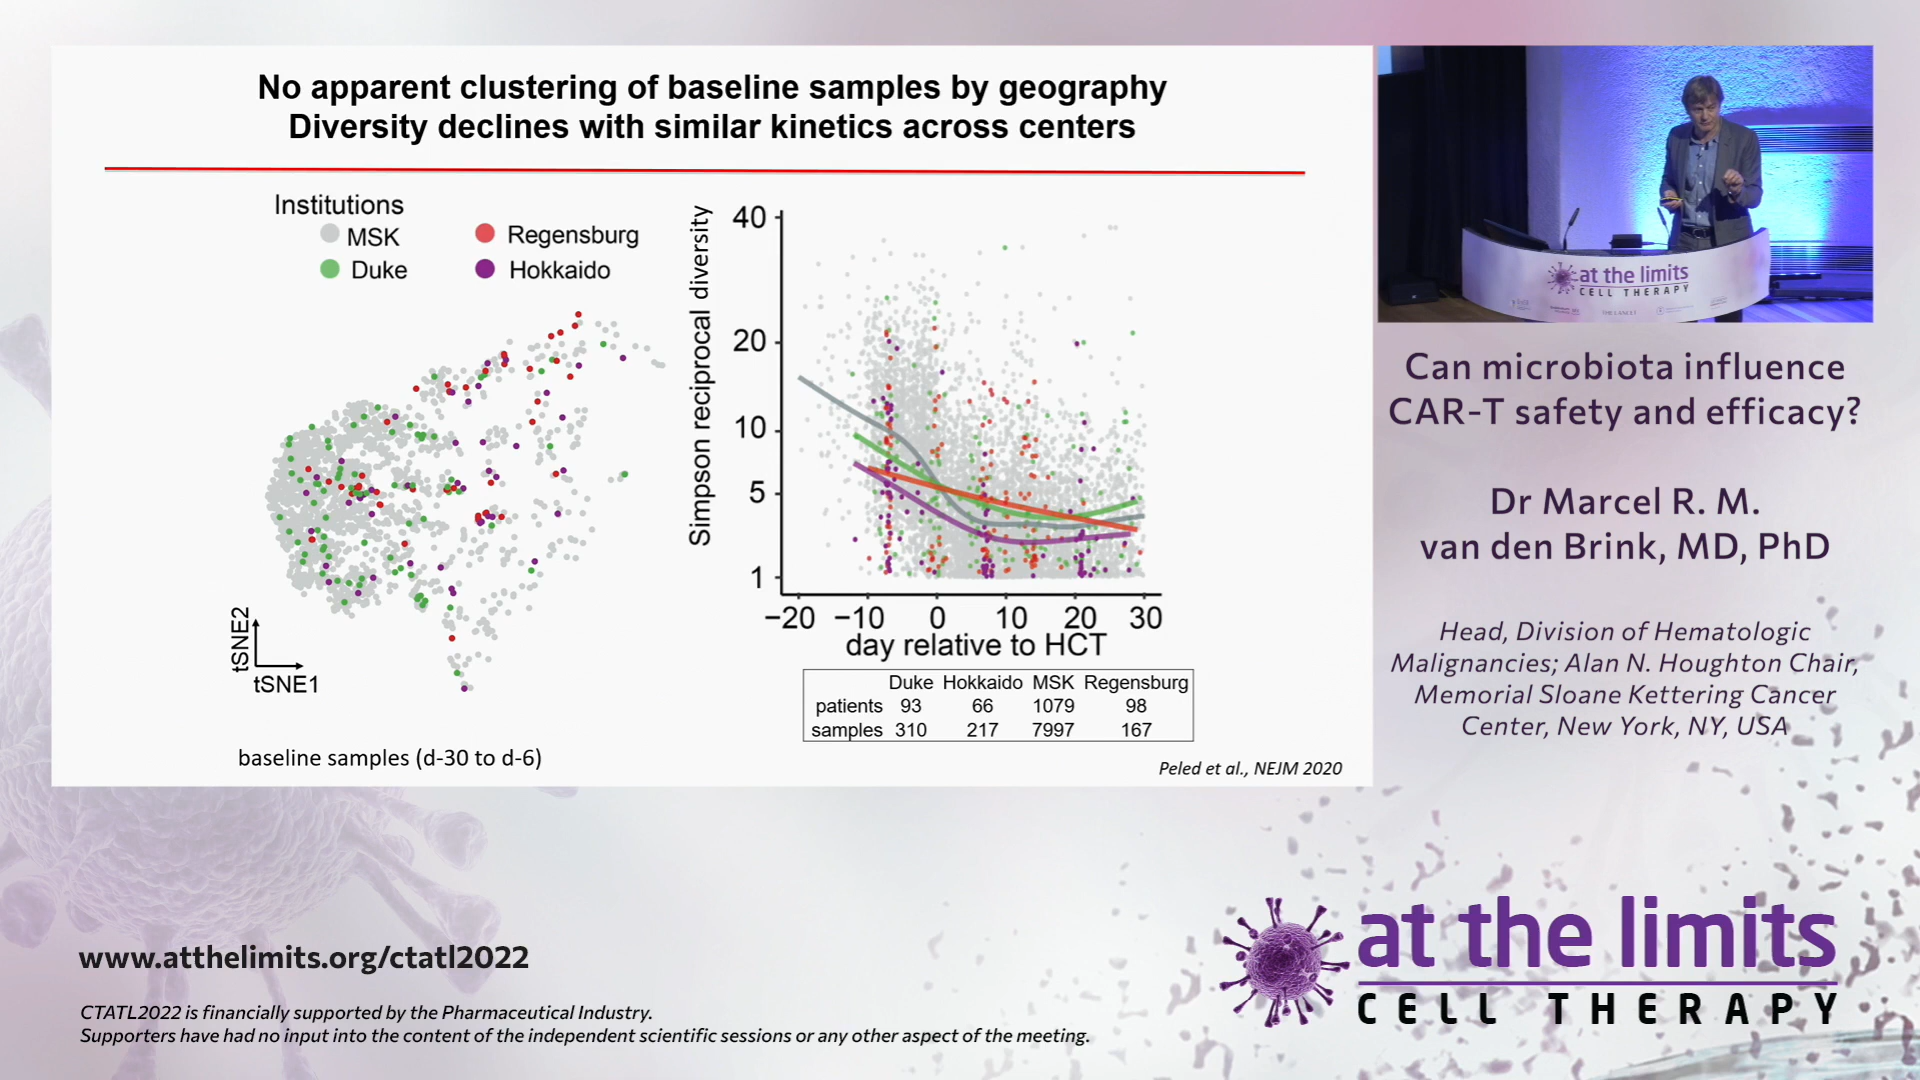 No apparent clustering of baseline samples by geography
Diversity declines with similar kinetics across centers
Institutions
MSK
Regensburg
Duke
Hokkaido
tSNE2
tSNE1
baseline samples (d-30 to d-6)
Simpson reciprocal diversity
40
20
10
5
1
−20 −10 0 10 20 30
day relative to HCT
Duke Hokkaido MSK Regensburg
patients 93 66 1079 98
samples 310 217 7997 167
Peled et al., NEJM 2020
at the limits
CELL THERAPY
THE LANCET
Can microbiota influence
CAR-T safety and efficacy?
Dr Marcel R. M.
van den Brink, MD, PhD
Head, Division of Hematologic
Malignancies; Alan N. Houghton Chair,
Memorial Sloane Kettering Cancer
Center, New York, NY, USA
www.atthelimits.org/ctatl2022
CTATL2022 is financially supported by the Pharmaceutical Industry.
Supporters have had no input into the content of the independent scientific sessions or any other aspect of the meeting.
at the limits
CELL THERAPY